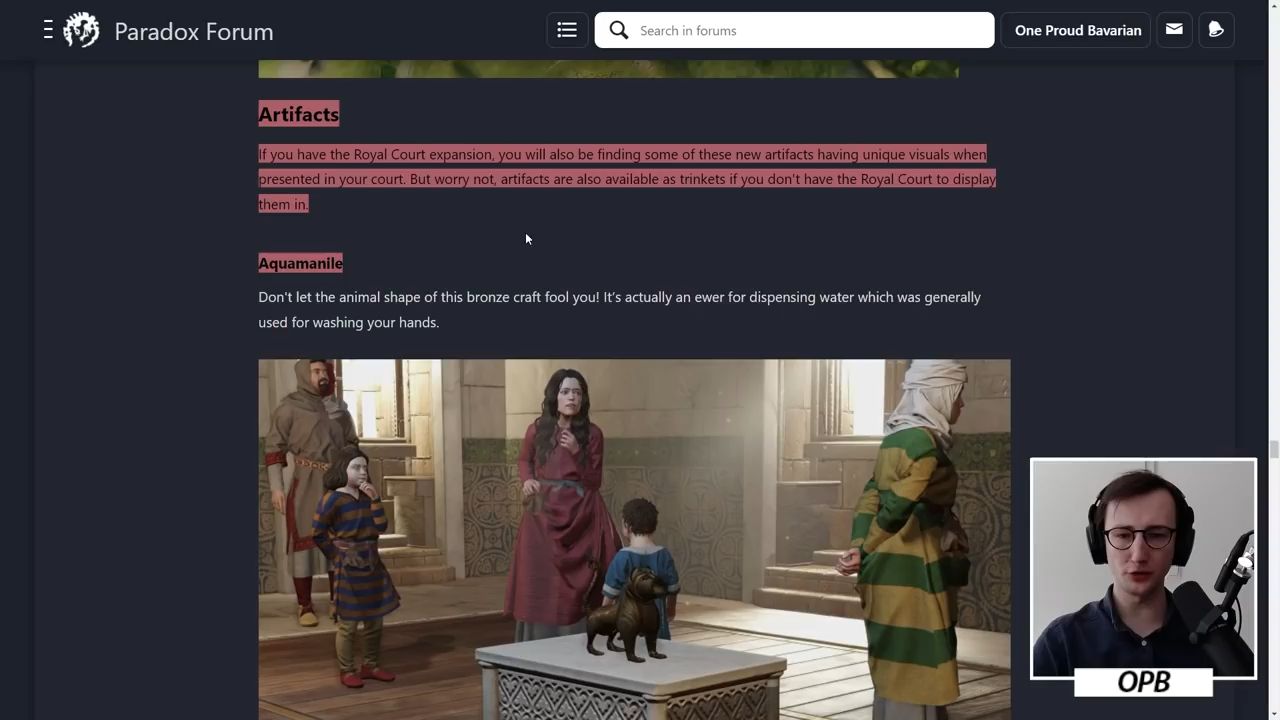 Paradox Forum
Search in forums
One Proud Bavarian
Artifacts
If you have the Royal Court expansion, you will also be finding some of these new artifacts having unique visuals when
presented in your court. But worry not, artifacts are also available as trinkets if you don't have the Royal Court to display
them in.
Aquamanile
Don't let the animal shape of this bronze craft fool you! It’s actually an ewer for dispensing water which was generally
used for washing your hands.
OPB